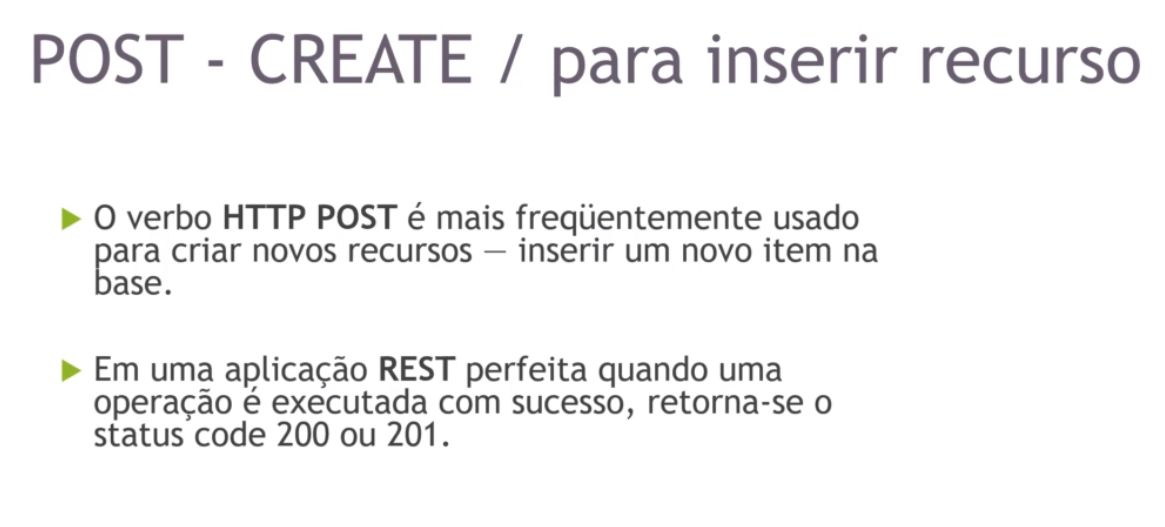 POST - CREATE / para inserir recurso
O verbo HTTP POST é mais freqüentemente usado
para criar novos recursos — inserir um novo item na
base.
Em uma aplicação REST perfeita quando uma
operação é executada com sucesso, retorna-se o
status code 200 ou 201.